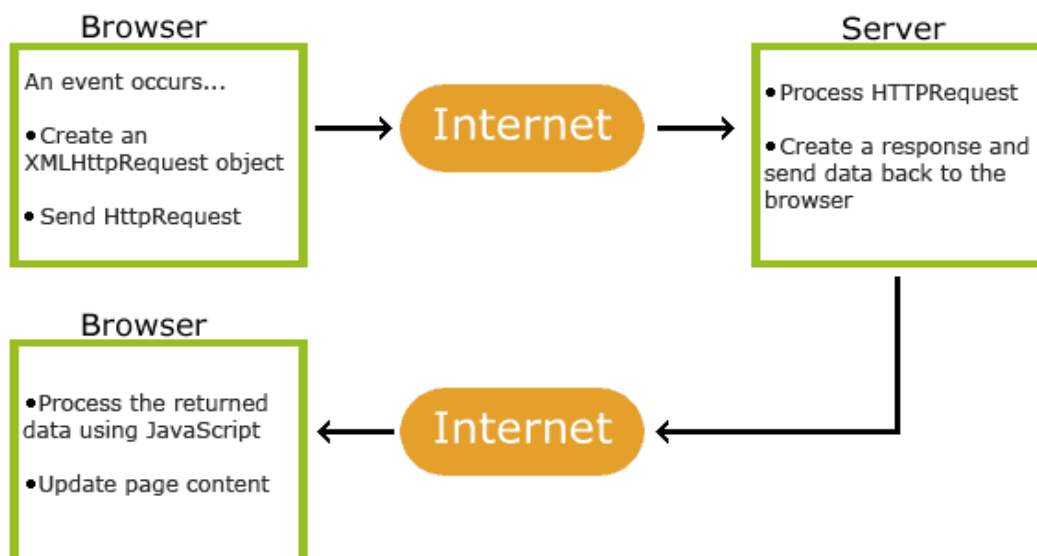 Browser
An event occurs...
•Create an
XMLHttpRequest object
• Send HttpRequest
Internet
Server
•Process HTTPRequest
•Create a response and
send data back to the
browser
Browser
•Process the returned
data using JavaScript
•Update page content
Internet